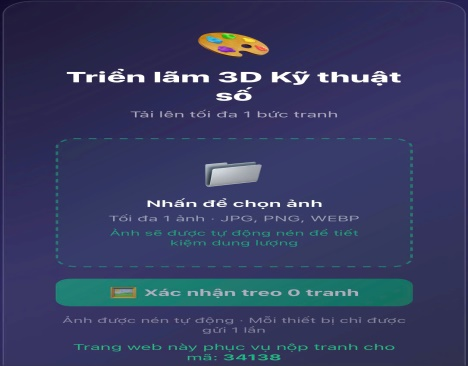 Triển lãm 3D Kỹ thuật
số
Tải lên tối đa 1 bức tranh
Nhấn để chọn ảnh
Tối đa 1 ảnh · JPG, PNG, WEBP
Ảnh sẽ được tự động nén để tiết
kiệm dung lượng
Xác nhận treo 0 tranh
Ảnh được nén tự động · Mỗi thiết bị chỉ được
gửi 1 lần
Trang web này phục vụ nộp tranh cho
mã: 34138